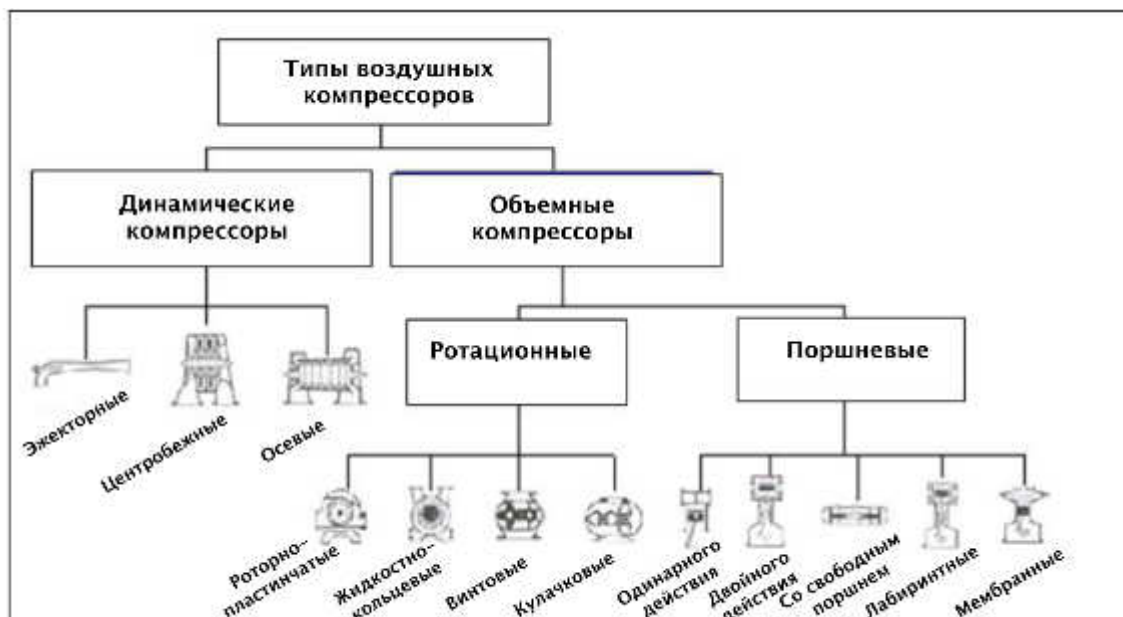 Типы воздушных
компрессоров
Динамические
компрессоры
Объемные
компрессоры
Ротационные
Поршневые
Эжекторные
Центробежные
Осевые
Роторно-
пластинчатые
Жидкостно-
кольцевые
Винтовые
Кулачковые
Одинарного
действия
Двойного
действия
Со свободным
поршнем
Лабиринтные
Мембранные